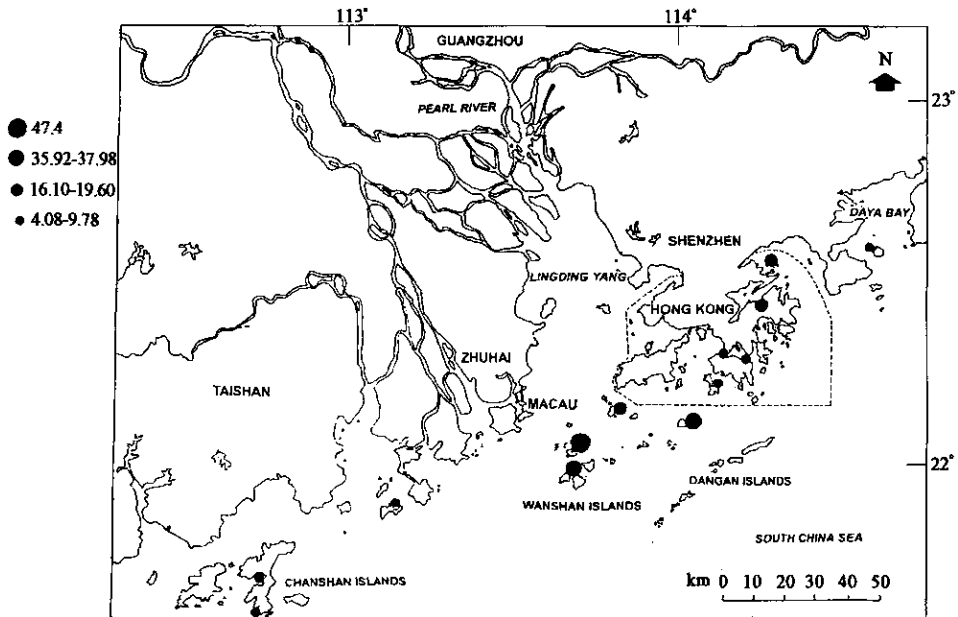 113°
114°
GUANGZHOU
N
23°
PEARL RIVER
47.4
35.92-37.98
16.10-19.60
4.08-9.78
DAYA BAY
SHENZHEN
LINGDING YANG
HONG KONG
ZHUHAI
TAISHAN
MACAU
22°
DANGAN ISLANDS
WANSHAN ISLANDS
SOUTH CHINA SEA
CHANSHAN ISLANDS
km 0 10 20 30 40 50